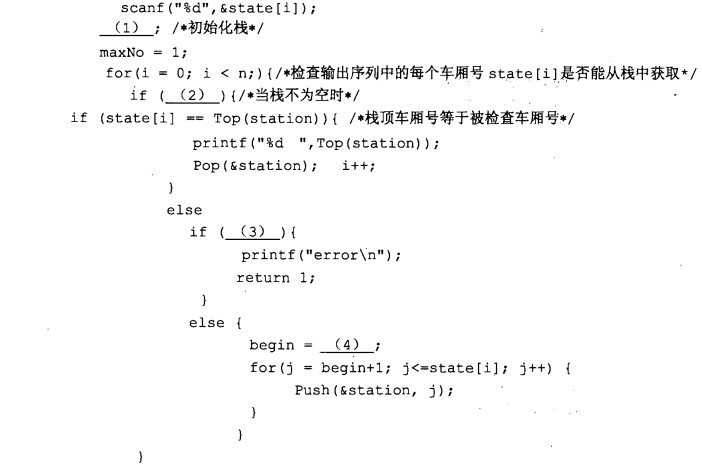 scanf("%d",&state[i]);
（1） ; /*初始化栈*/
maxNo = 1;
for(i = 0; i < n;){/*检查输出序列中的每个车厢号 state[i]是否能从栈中获取*/
if ( （2） ){/*当栈不为空时*/
if (state[i] == Top(station)){ /*栈顶车厢号等于被检查车厢号*/
printf("%d ",Top(station));
Pop(&station); i++;
}
else
if ( （3） ){
printf("error\n");
return 1;
}
else {
begin = （4） ;
for(j = begin+1; j<=state[i]; j++) {
Push(&station, j);
}
}
}